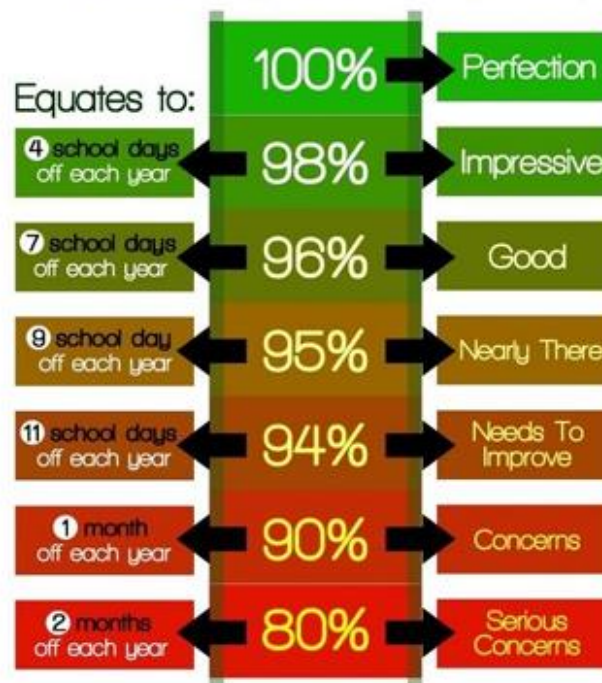 100%
Perfection
Equates to:
4 school days
off each year
98%
Impressive
7 school days
off each year
96%
Good
9 school day
off each year
95%
Nearly There
11 school days
off each year
94%
Needs To
Improve
1 month
off each year
90%
Concerns
2 months
off each year
80%
Serious
Concerns